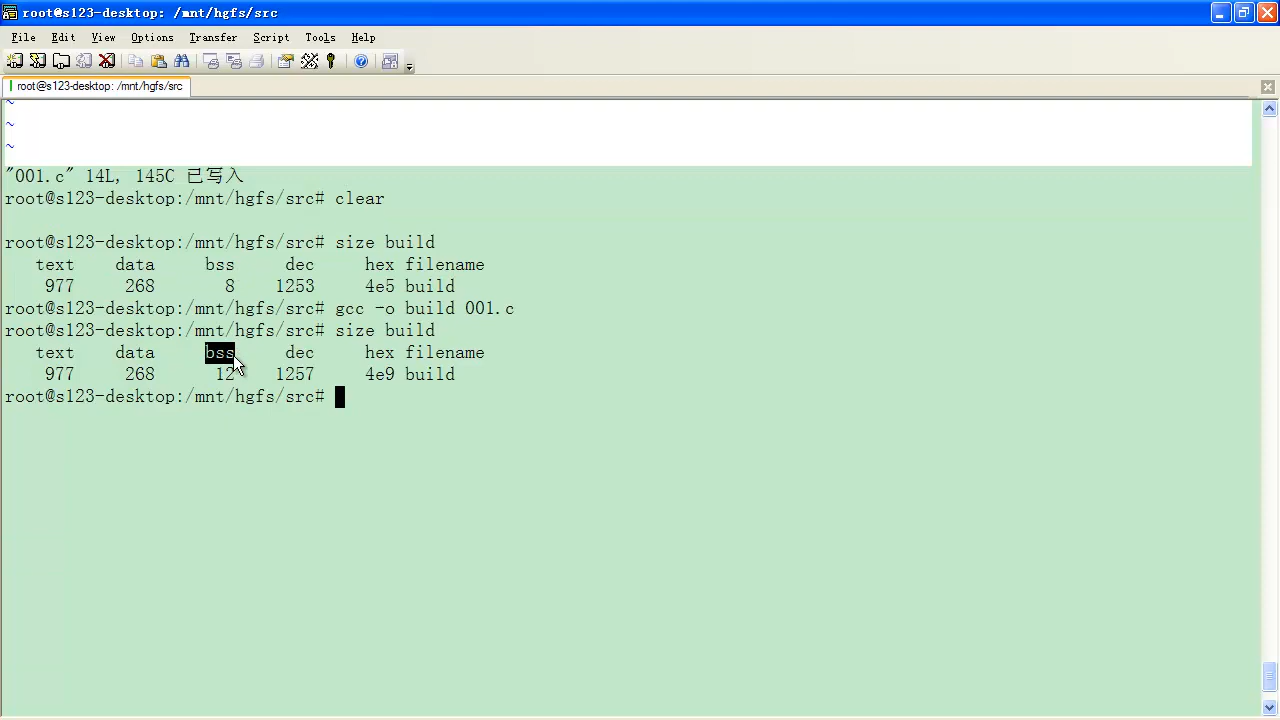 root@s123-desktop: /mnt/hgfs/src
File Edit View Options Transfer Script Tools Help
root@s123-desktop: /mnt/hgfs/src
~
~
~
"001.c" 14L, 145C 已写入
root@s123-desktop:/mnt/hgfs/src# clear
root@s123-desktop:/mnt/hgfs/src# size build
text data bss dec hex filename
977 268 8 1253 4e5 build
root@s123-desktop:/mnt/hgfs/src# gcc -o build 001.c
root@s123-desktop:/mnt/hgfs/src# size build
text data bss dec hex filename
977 268 12 1257 4e9 build
root@s123-desktop:/mnt/hgfs/src#